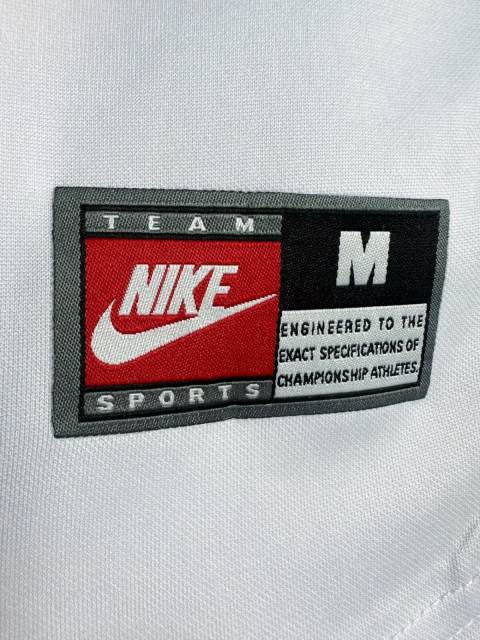 TEAM
NIKE
SPORTS
M
ENGINEERED TO THE
EXACT SPECIFICATIONS OF
CHAMPIONSHIP ATHLETES.